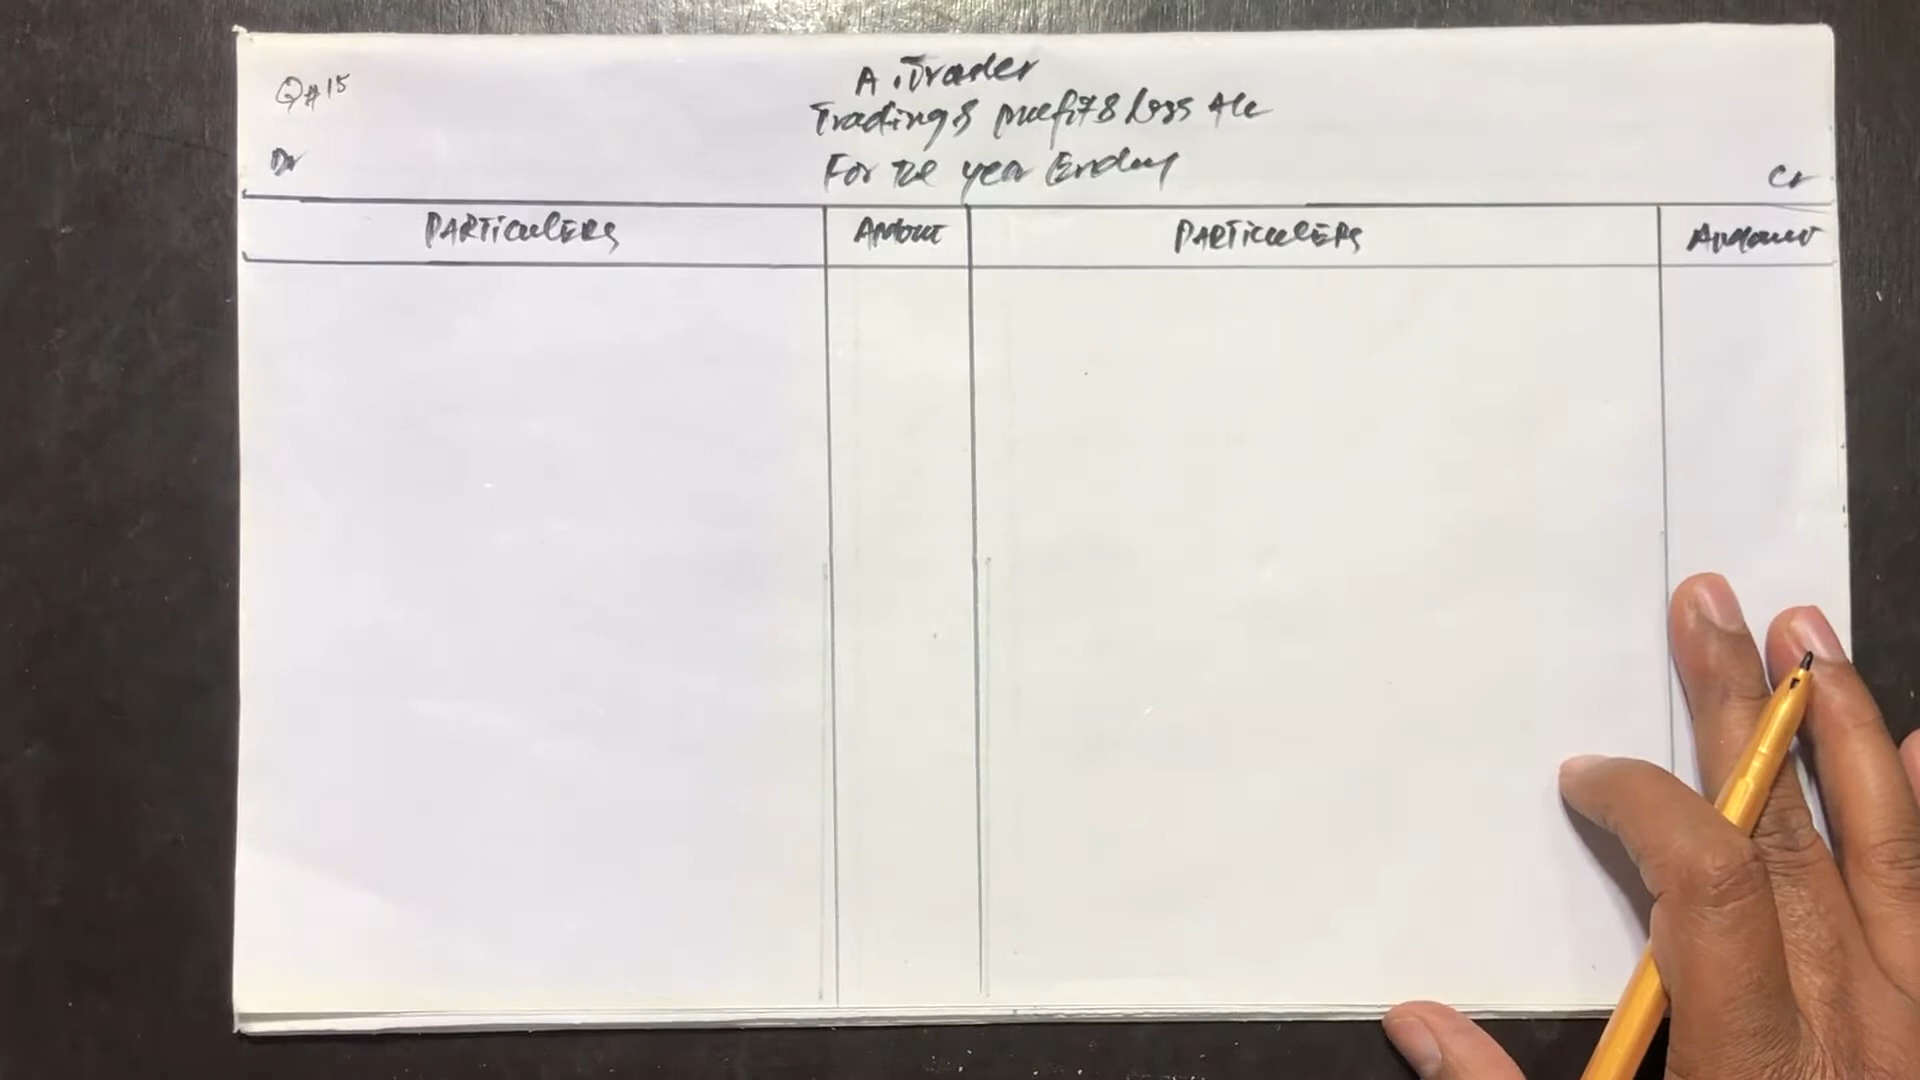 Q#15
A. Trader
Trading & profit & Loss A/c
Dr
For the year Ending
Cr
PARTICULERS Amount PARTICULERS Amount